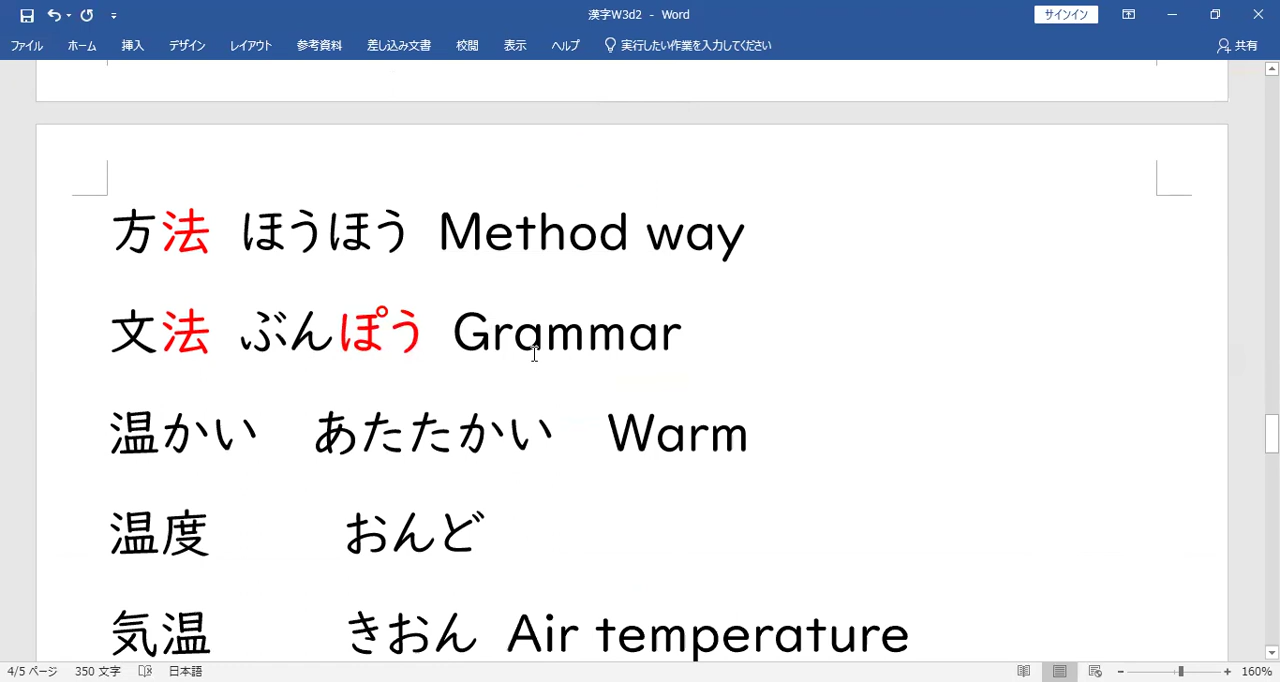 漢字W3d2 - Word
サインイン
ファイル ホーム 挿入 デザイン レイアウト 参考資料 差し込み文書 校閲 表示 ヘルプ 実行したい作業を入力してください 共有
方法 ほうほう Method way
文法 ぶんぽう Grammar
温かい あたたかい Warm
温度 おんど
気温 きおん Air temperature
4/5 ページ 350 文字 日本語 - + 160%